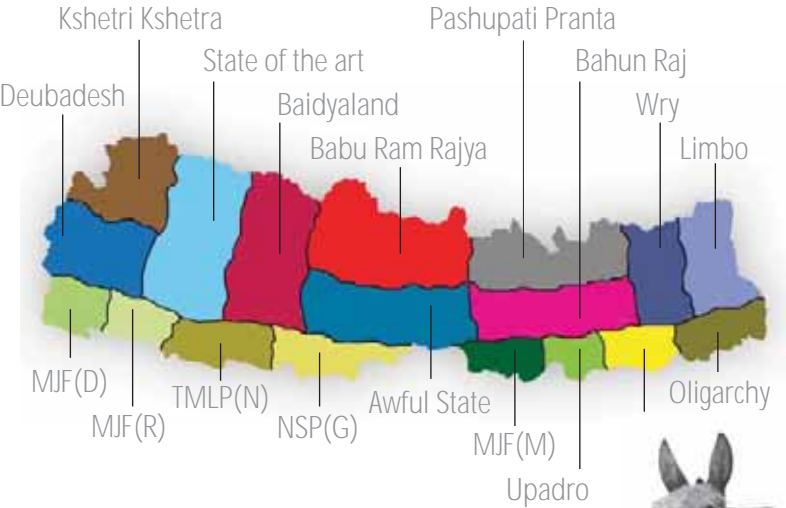 Kshetri Kshetra
Pashupati Pranta
State of the art
Bahun Raj
Deubadesh
Baidyaland
Wry
Babu Ram Rajya
Limbo
MJF(D)
MJF(R)
TMLP(N)
NSP(G)
Awful State
MJF(M)
Upadro
Oligarchy